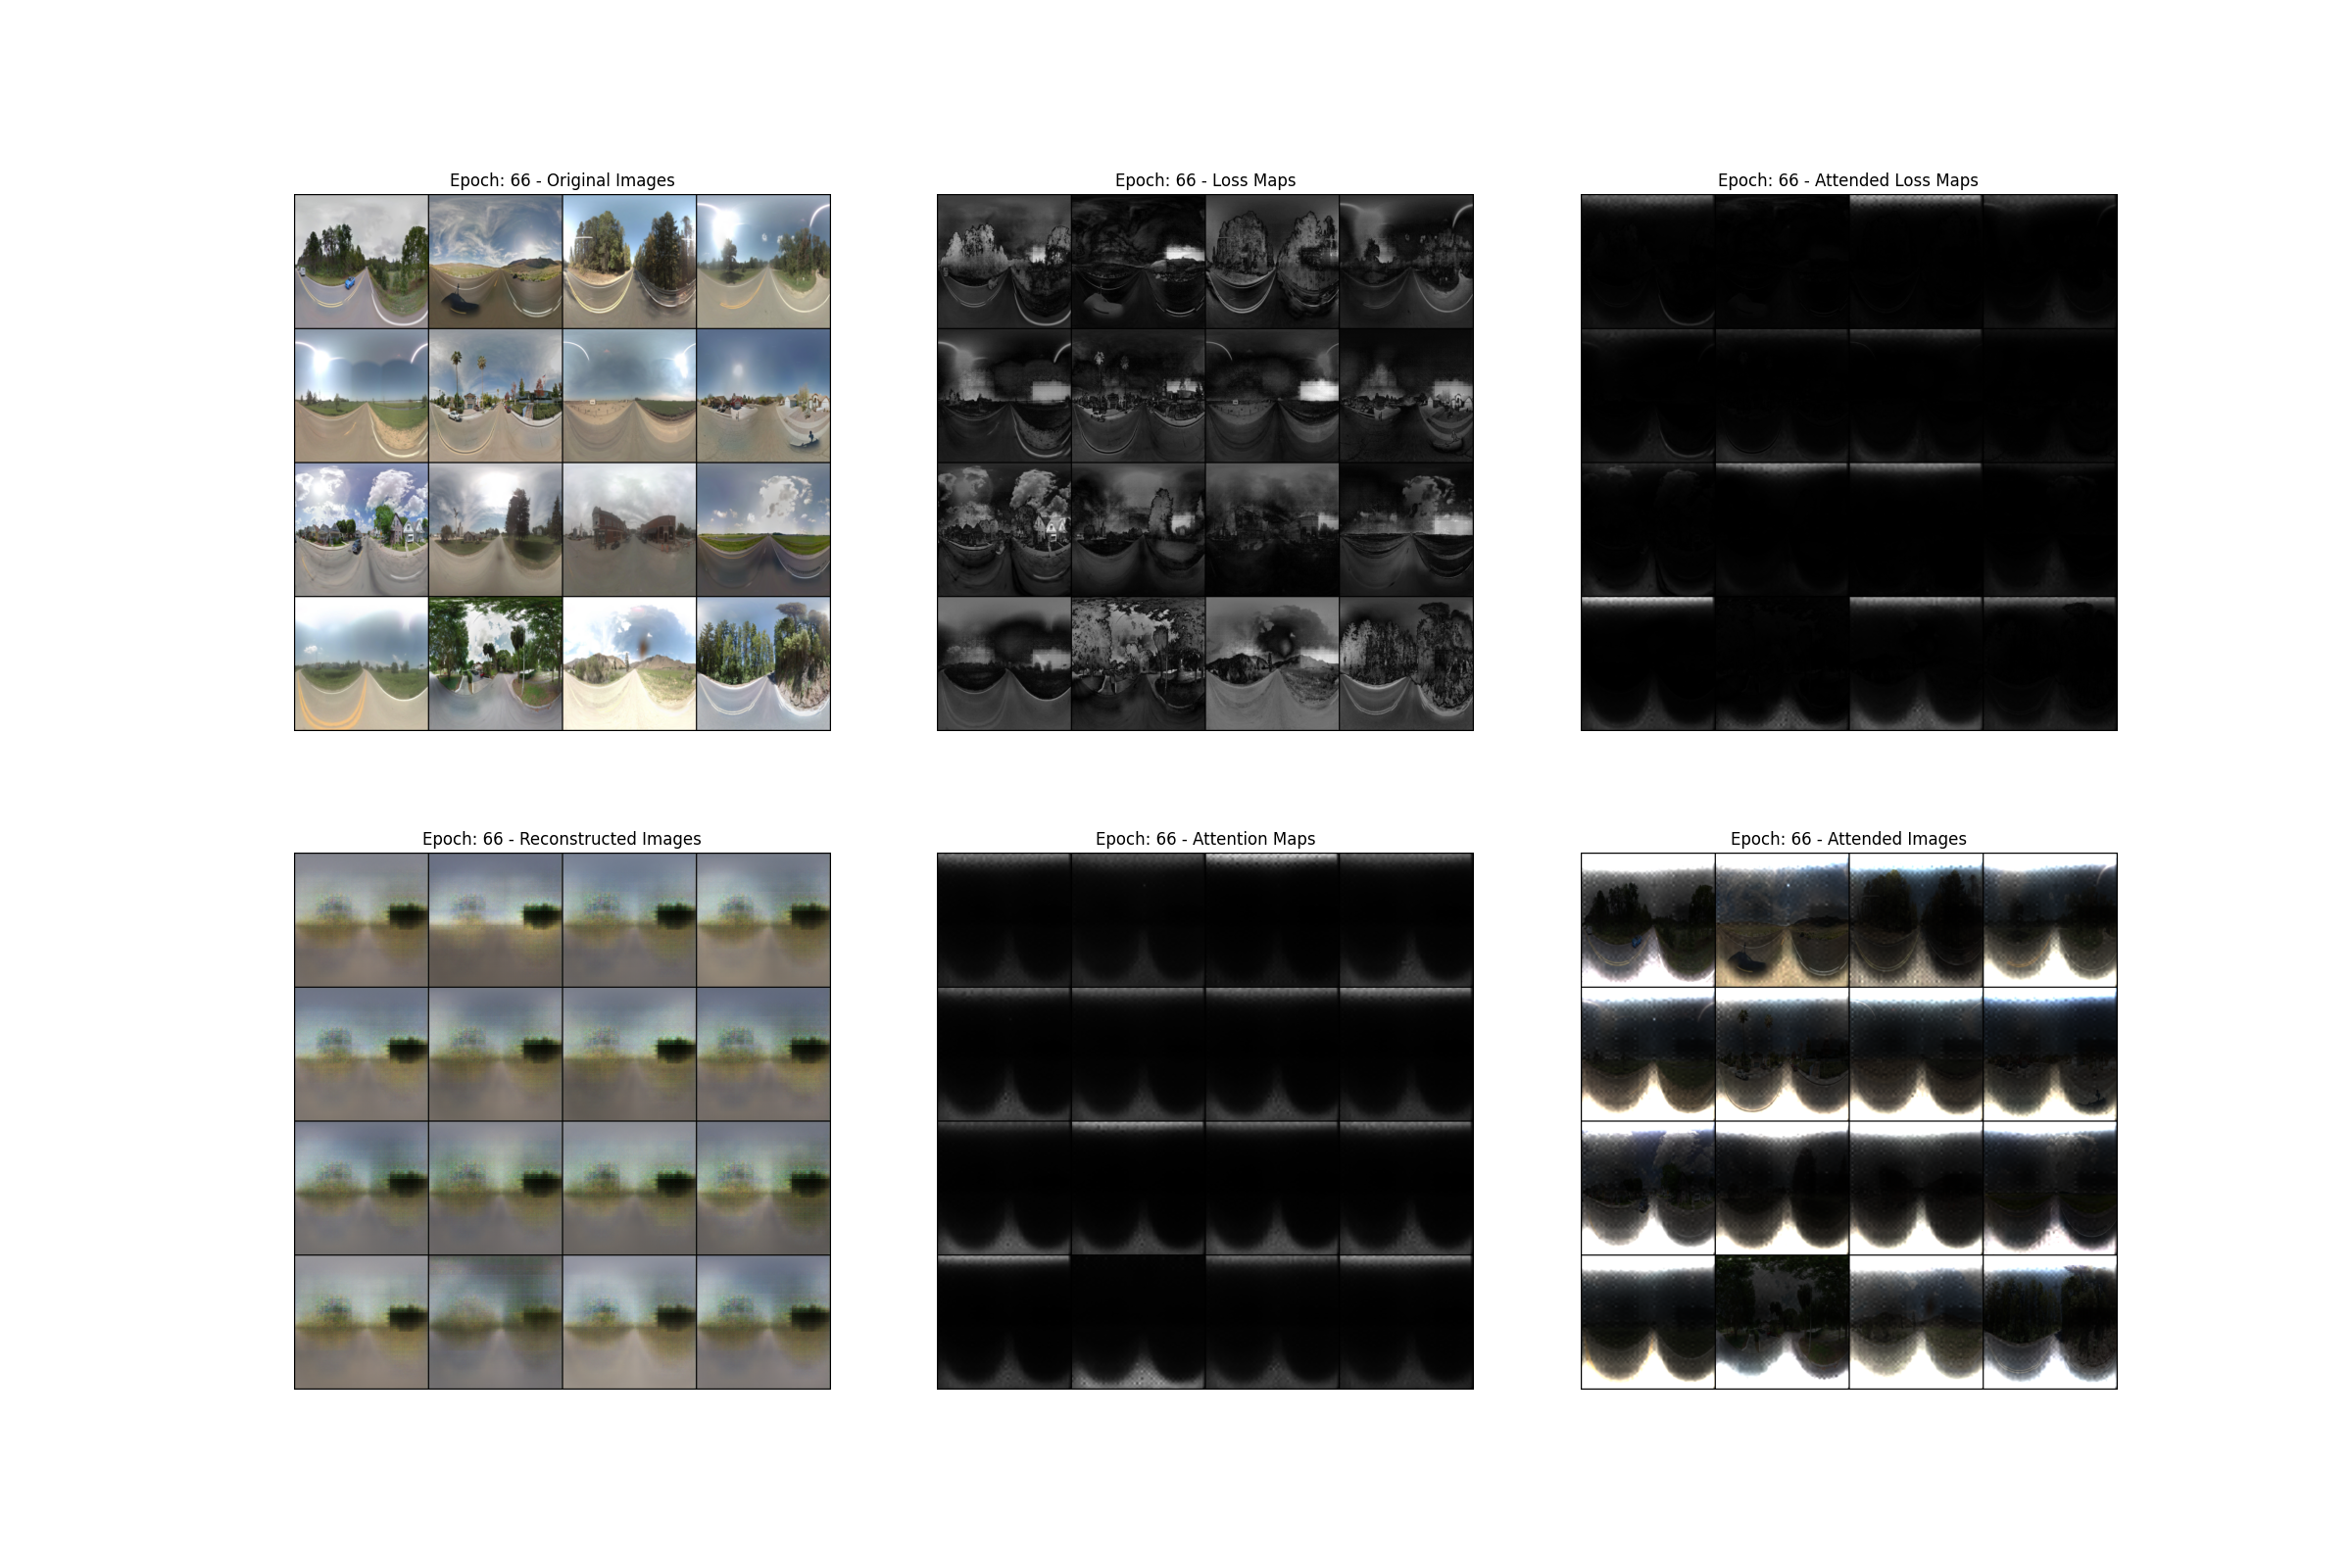 Epoch: 66 - Original Images
Epoch: 66 - Loss Maps
Epoch: 66 - Attended Loss Maps
Epoch: 66 - Reconstructed Images
Epoch: 66 - Attention Maps
Epoch: 66 - Attended Images